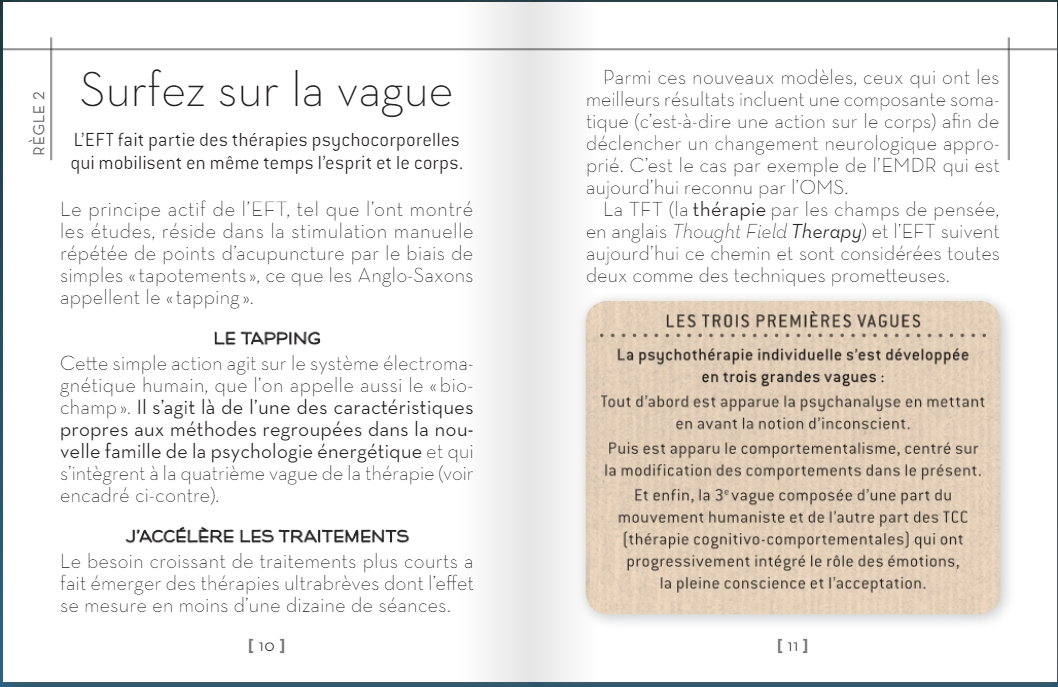 RÈGLE 2
Surfez sur la vague
L'EFT fait partie des thérapies psychocorporelles
qui mobilisent en même temps l'esprit et le corps.
Le principe actif de l'EFT, tel que l'ont montré
les études, réside dans la stimulation manuelle
répétée de points d'acupuncture par le biais de
simples «tapotements», ce que les Anglo-Saxons
appellent le «tapping».
LE TAPPING
Cette simple action agit sur le système électroma-
gnétique humain, que l'on appelle aussi le «bio-
champ». Il s'agit là de l'une des caractéristiques
propres aux méthodes regroupées dans la nou-
velle famille de la psychologie énergétique et qui
s'intègrent à la quatrième vague de la thérapie (voir
encadré ci-contre).
J'ACCÉLÈRE LES TRAITEMENTS
Le besoin croissant de traitements plus courts a
fait émerger des thérapies ultrabrèves dont l'effet
se mesure en moins d'une dizaine de séances.
[ 10 ]
Parmi ces nouveaux modèles, ceux qui ont les
meilleurs résultats incluent une composante soma-
tique (c'est-à-dire une action sur le corps) afin de
déclencher un changement neurologique appro-
prié. C'est le cas par exemple de l'EMDR qui est
aujourd'hui reconnu par l'OMS.
La TFT (la thérapie par les champs de pensée,
en anglais Thought Field Therapy) et l'EFT suivent
aujourd'hui ce chemin et sont considérées toutes
deux comme des techniques prometteuses.
LES TROIS PREMIÈRES VAGUES
La psychothérapie individuelle s'est développée
en trois grandes vagues :
Tout d'abord est apparue la psychanalyse en mettant
en avant la notion d'inconscient.
Puis est apparu le comportementalisme, centré sur
la modification des comportements dans le présent.
Et enfin, la 3e vague composée d'une part du
mouvement humaniste et de l'autre part des TCC
(thérapie cognitivo-comportementales) qui ont
progressivement intégré le rôle des émotions,
la pleine conscience et l'acceptation.
[ 11 ]